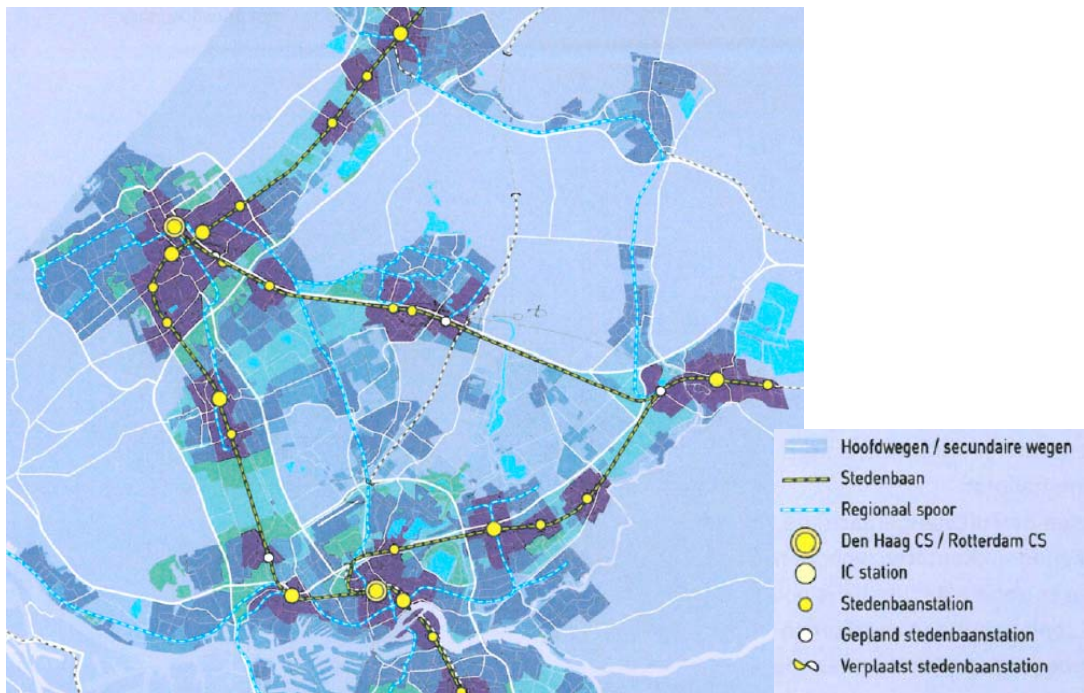 Hoofdwegen / secundaire wegen
Stedenbaan
Regionaal spoor
Den Haag CS / Rotterdam CS
IC station
Stedenbaanstation
Gepland stedenbaanstation
Verplaatst stedenbaanstation